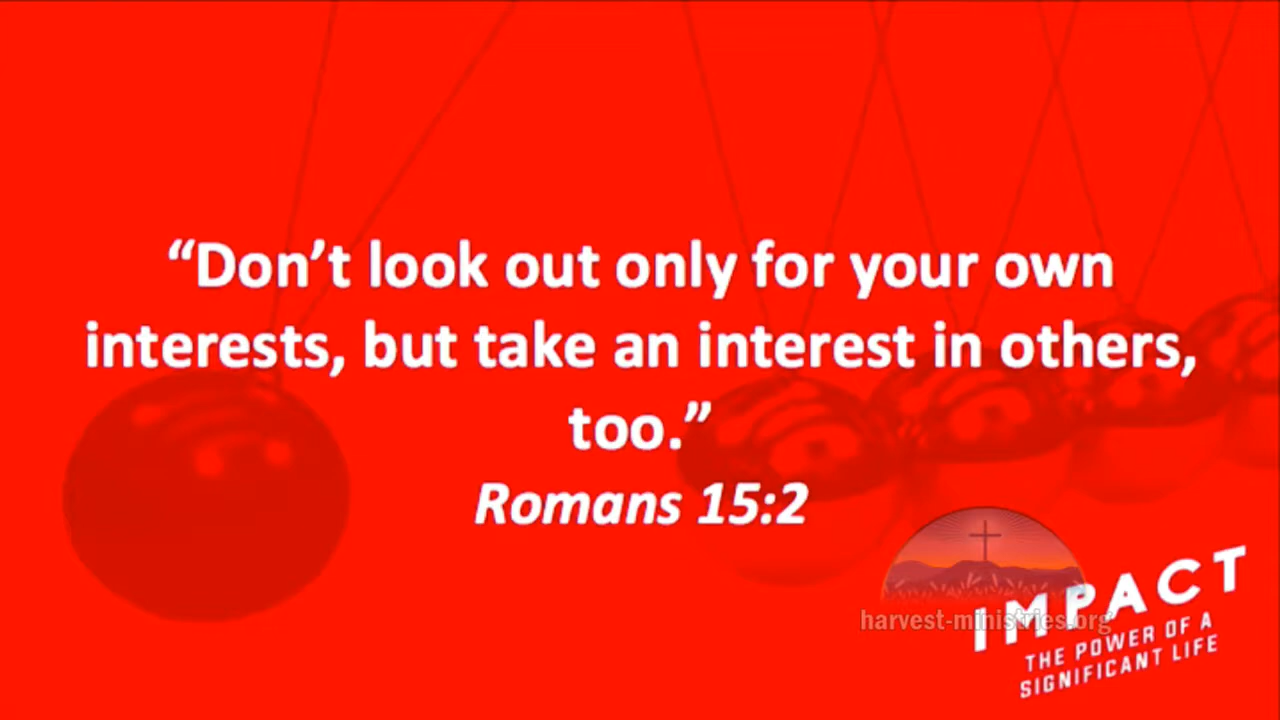 “Don’t look out only for your own
interests, but take an interest in others,
too.”
Romans 15:2
harvest-ministries.org
IMPACT
THE POWER OF A
SIGNIFICANT LIFE